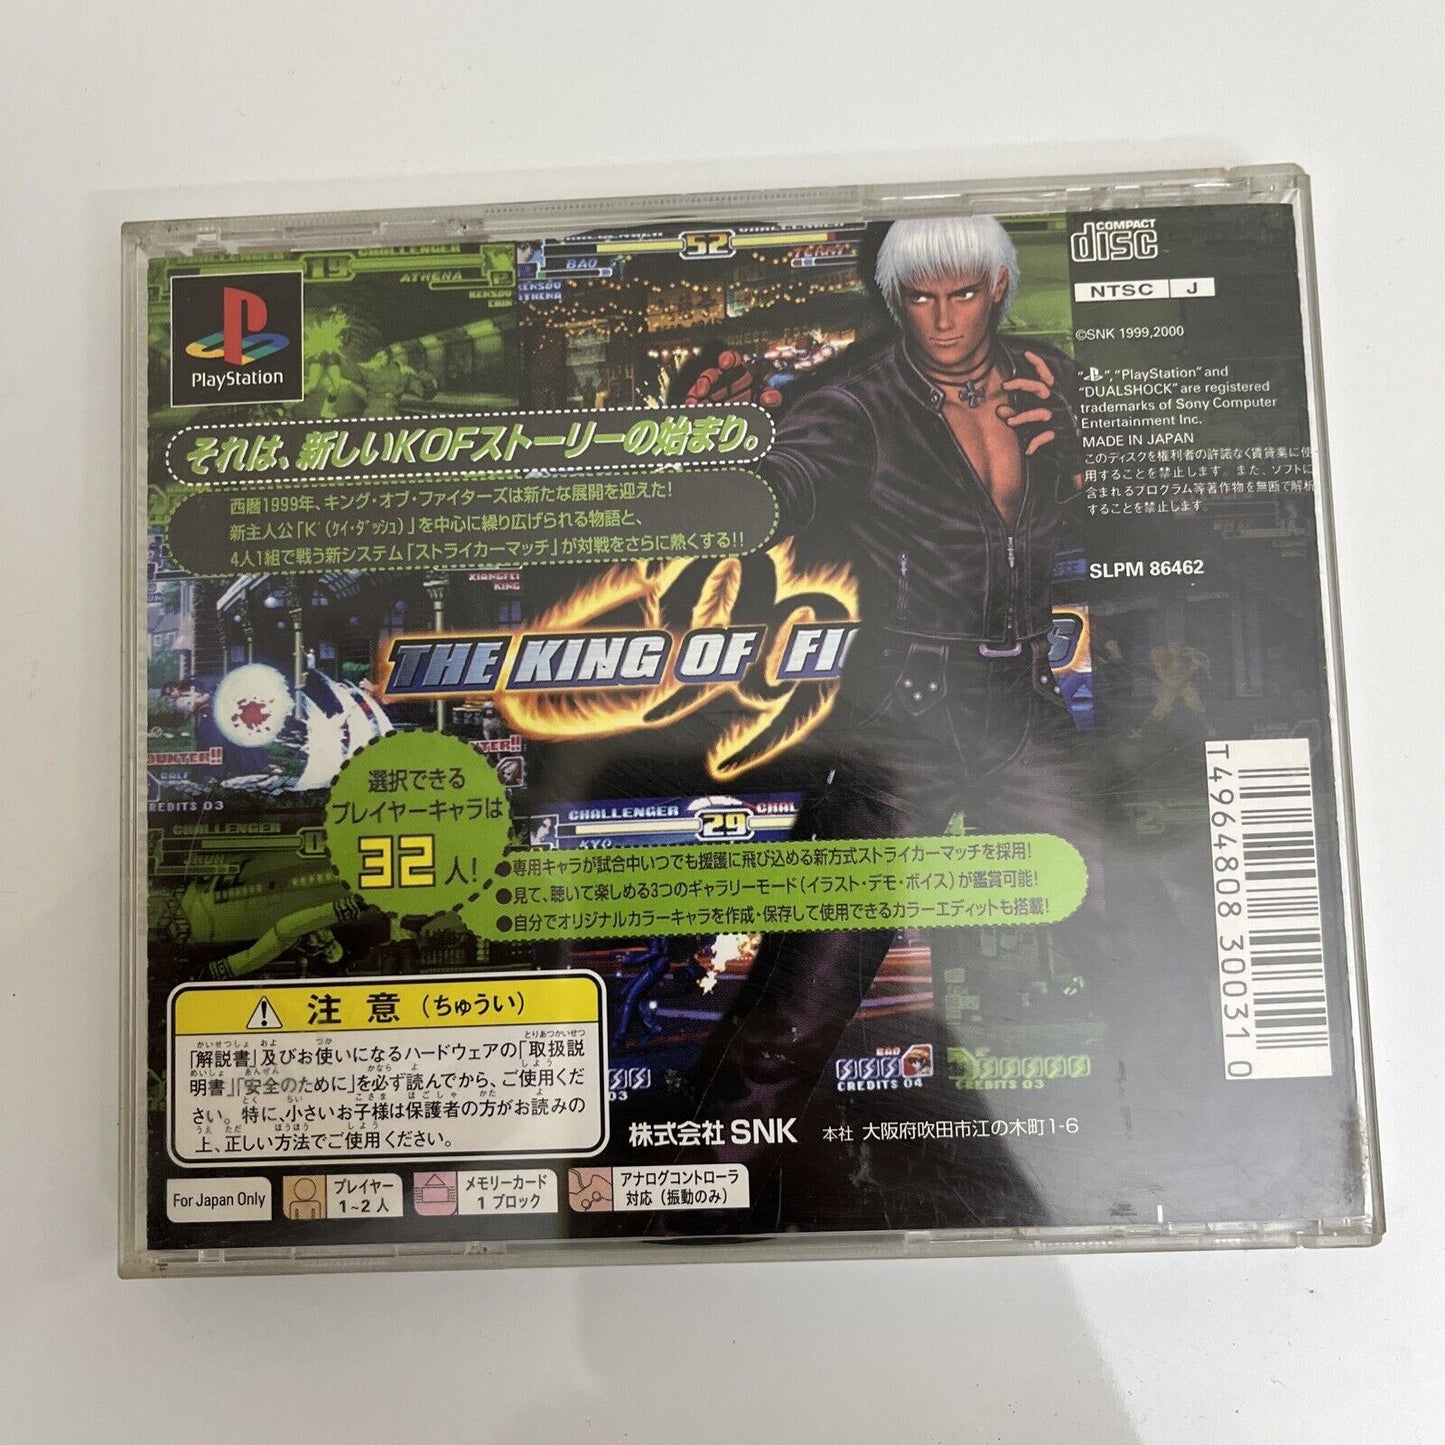 COMPACT
disc
NTSC J
©SNK 1999,2000
"PS", "PlayStation" and
"DUALSHOCK" are registered
trademarks of Sony Computer
Entertainment Inc.
MADE IN JAPAN
このディスクを権利者の許諾なく賃貸業に使
用することを禁止します。また、ソフトに
含まれるプログラム等著作物を無断で解析
することを禁止します。
SLPM 86462
PlayStation
CHALLENGER
ATHENA
KENSOU
CHIN
52
BAO
KENSOU
ATHENA
それは、新しいKOFストーリーの始まり。
西暦1999年、キング・オブ・ファイターズは新たな展開を迎えた!
新主人公「K´(ケイ・ダッシュ)」を中心に繰り広げられる物語と、
4人1組で戦う新システム「ストライカーマッチ」が対戦をさらに熱くする!!
XIANGFEI
KING
THE KING OF FI
99
OUNTER!!
RALF
REDITS 03
NTER!!
選択できる
プレイヤーキャラは
32人!
CHALLENGER
CHALLENGER
29
CHAL
KYO
●専用キャラが試合中いつでも援護に飛び込める新方式ストライカーマッチを採用!
●見て、聴いて楽しめる3つのギャラリーモード(イラスト・デモ・ボイス)が鑑賞可能!
●自分でオリジナルカラーキャラを作成・保存して使用できるカラーエディットも搭載!
BAO
CREDITS 04
CREDITS 03
注意(ちゅうい)
「解説書」及びお使いになるハードウェアの「取扱説
明書」「安全のために」を必ず読んでから、ご使用くだ
さい。特に、小さいお子様は保護者の方がお読みの
上、正しい方法でご使用ください。
株式会社 SNK 本社 大阪府吹田市江の木町1-6
For Japan Only
プレイヤー
1~2人
メモリーカード
1 ブロック
アナログコントローラ
対応(振動のみ)
T4964808 300310